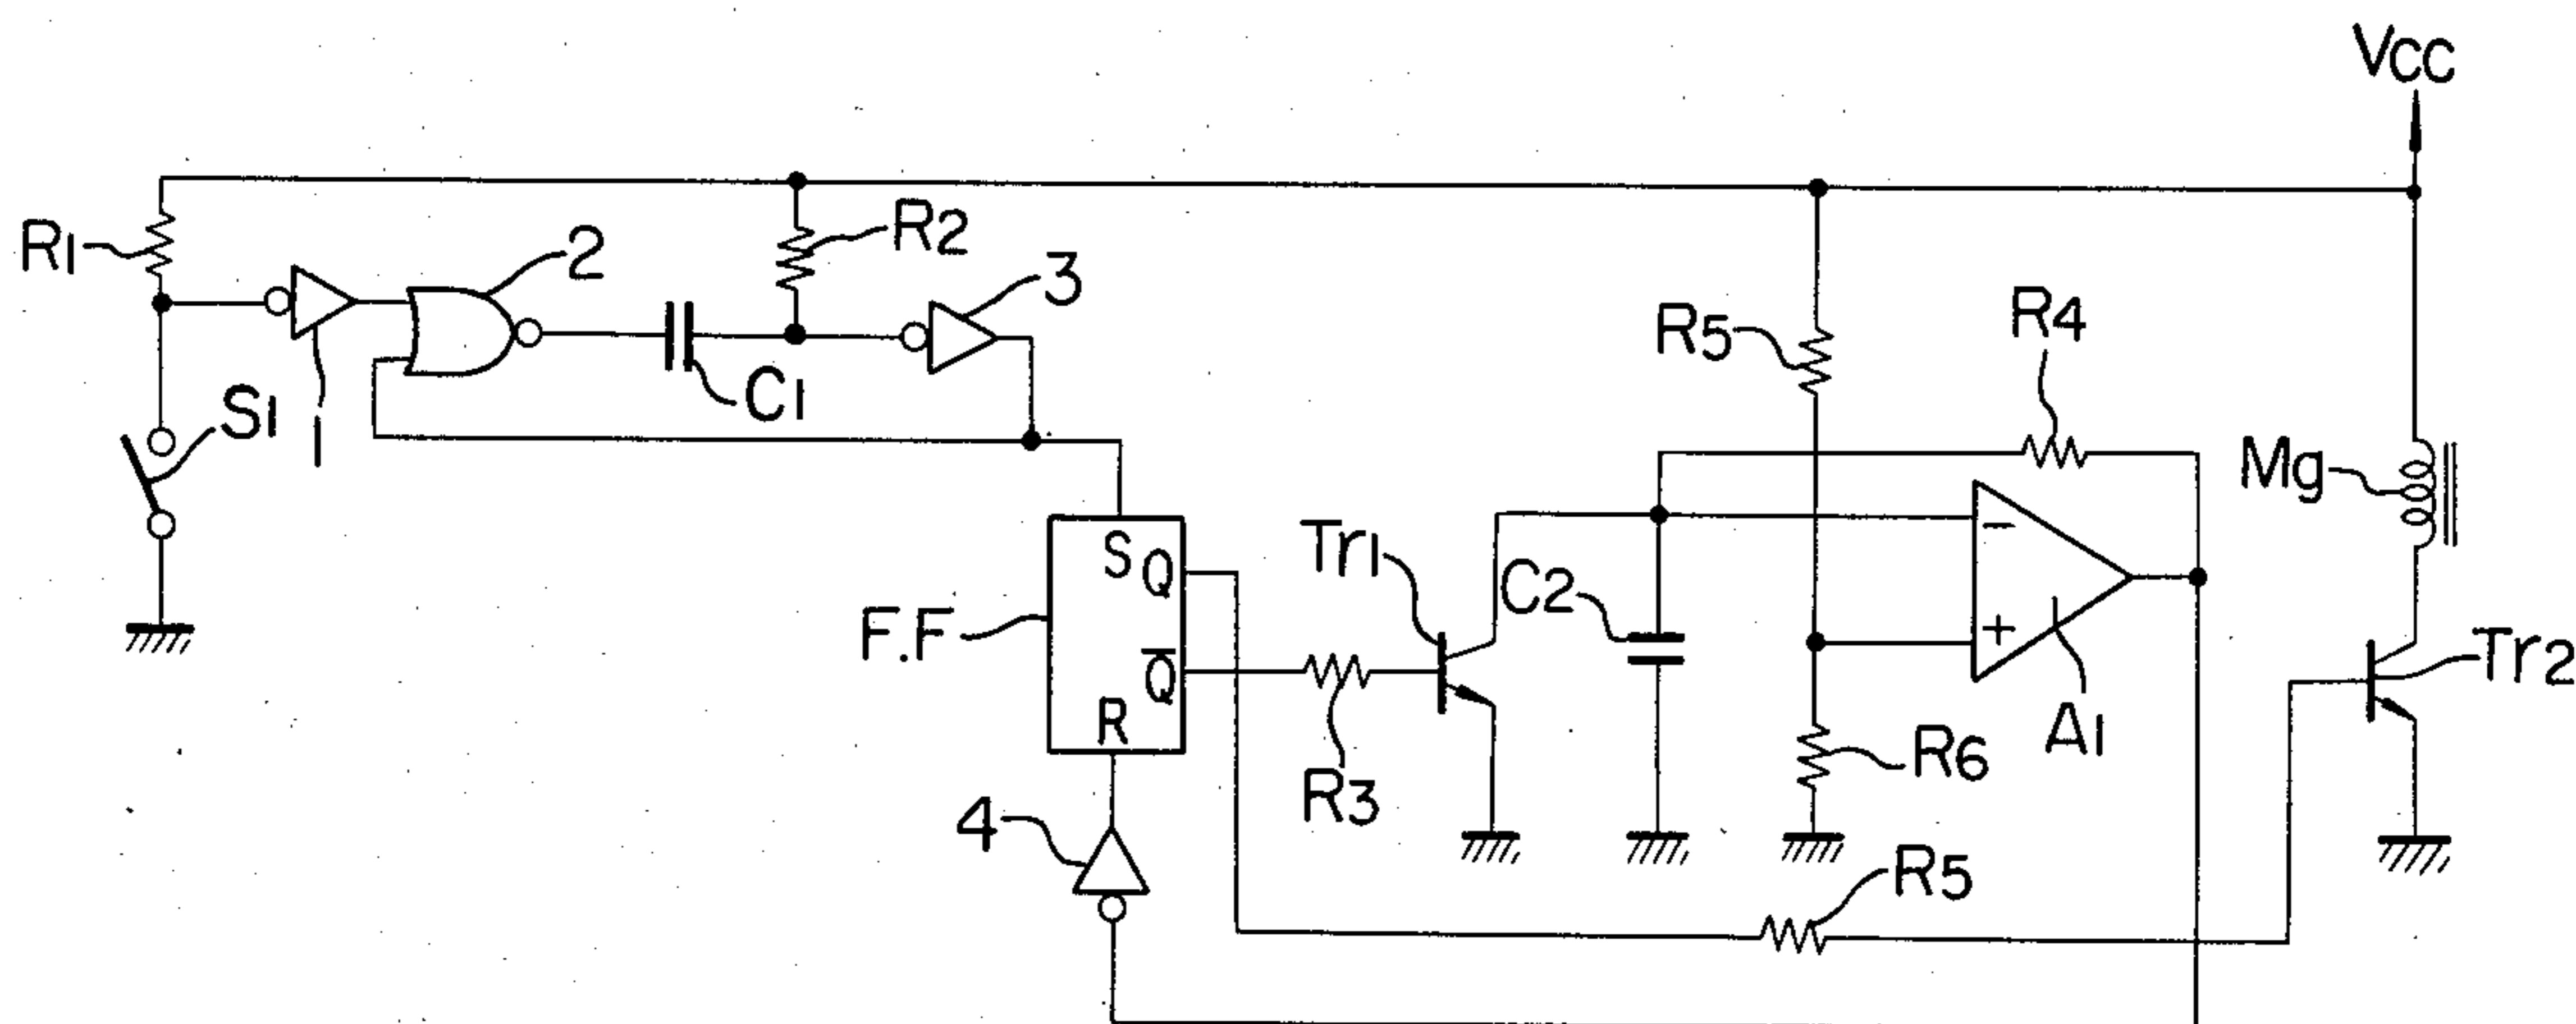 Vcc
R1
2
R2
3
R5
R4
S1
1
C1
Mg
S Q
Tr1
C2
−
F.F
Q̅
+
Tr2
R
R3
R6
A1
4
R5